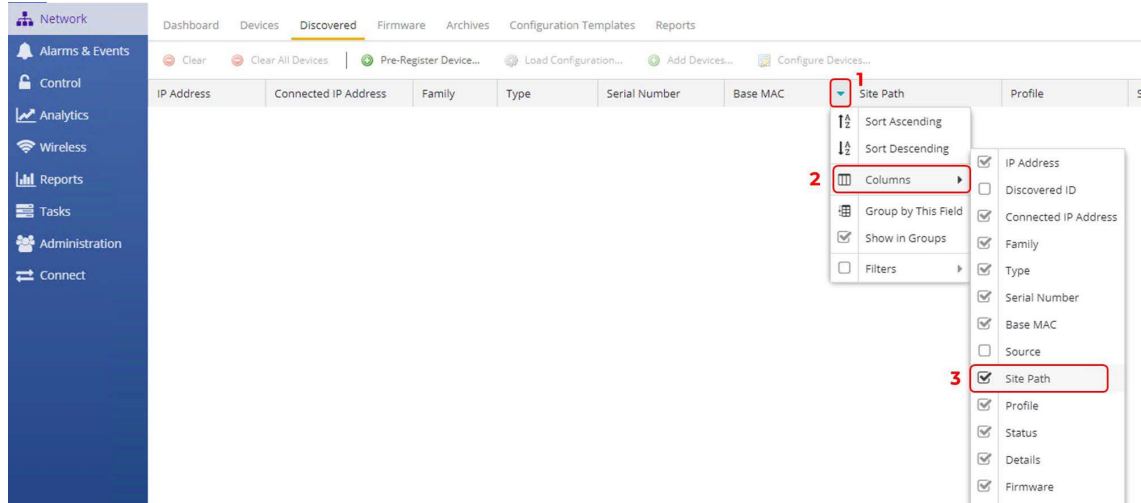 Network
Alarms & Events
Control
Analytics
Wireless
Reports
Tasks
Administration
Connect
Dashboard Devices Discovered Firmware Archives Configuration Templates Reports
Clear Clear All Devices Pre-Register Device... Load Configuration... Add Devices... Configure Devices...
1
IP Address Connected IP Address Family Type Serial Number Base MAC Site Path Profile S
Sort Ascending
Sort Descending
2 Columns
Group by This Field
Show in Groups
Filters
IP Address
Discovered ID
Connected IP Address
Family
Type
Serial Number
Base MAC
Source
3 Site Path
Profile
Status
Details
Firmware